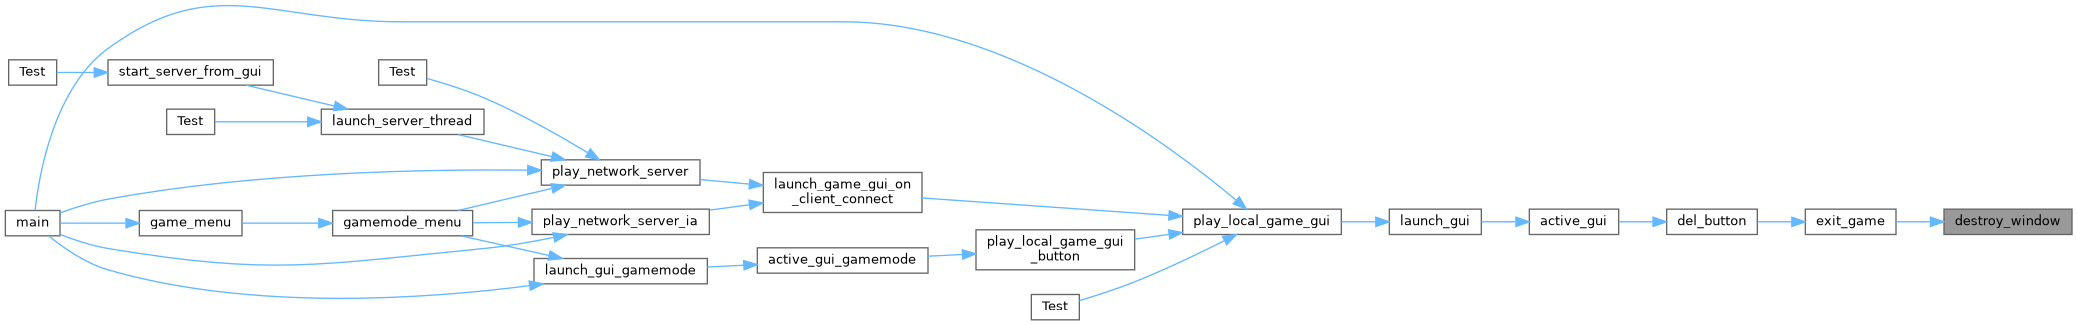 Test
start_server_from_gui
Test
Test
launch_server_thread
play_network_server
launch_game_gui_on
_client_connect
main
game_menu
gamemode_menu
play_network_server_ia
play_local_game_gui
launch_gui
active_gui
del_button
exit_game
destroy_window
play_local_game_gui
_button
active_gui_gamemode
launch_gui_gamemode
Test